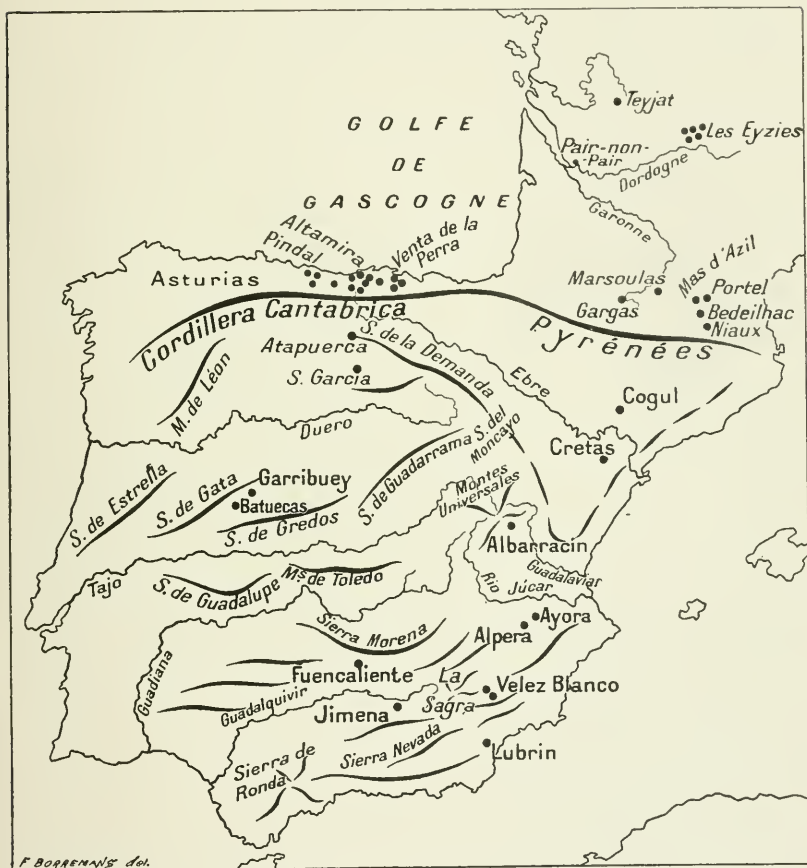 GOLFE
DE
GASCOGNE
Teyjat
Les Eyzies
Pair-non-
Pair
Dordogne
Garonne
Altamira
Pindal
Venta de la
Perra
Asturias
Marsoulas
Mas d'Azil
Portel
Gargas
Bedeilhac
Niaux
Cordillera Cantabrica
PYRÉNÉES
Atapuerca
S. de la Demanda
M. de Léon
S. Garcia
Ebre
Cogul
Duero
S. del
Moncayo
Cretas
S. de Estrella
S. de Gata
Garribuey
Batuecas
S. de Guadarrama
S. de Gredos
Montes
Universales
Albarracin
Tajo
S. de Guadalupe
Ms de Toledo
Rio
Júcar
Guadalaviar
Sierra Morena
Alpera
Ayora
Guadiana
Fuencaliente
La
Sagra
Velez Blanco
Guadalquivir
Jimena
Sierra de
Ronda
Sierra Nevada
Lubrin
F BORREMANS del.